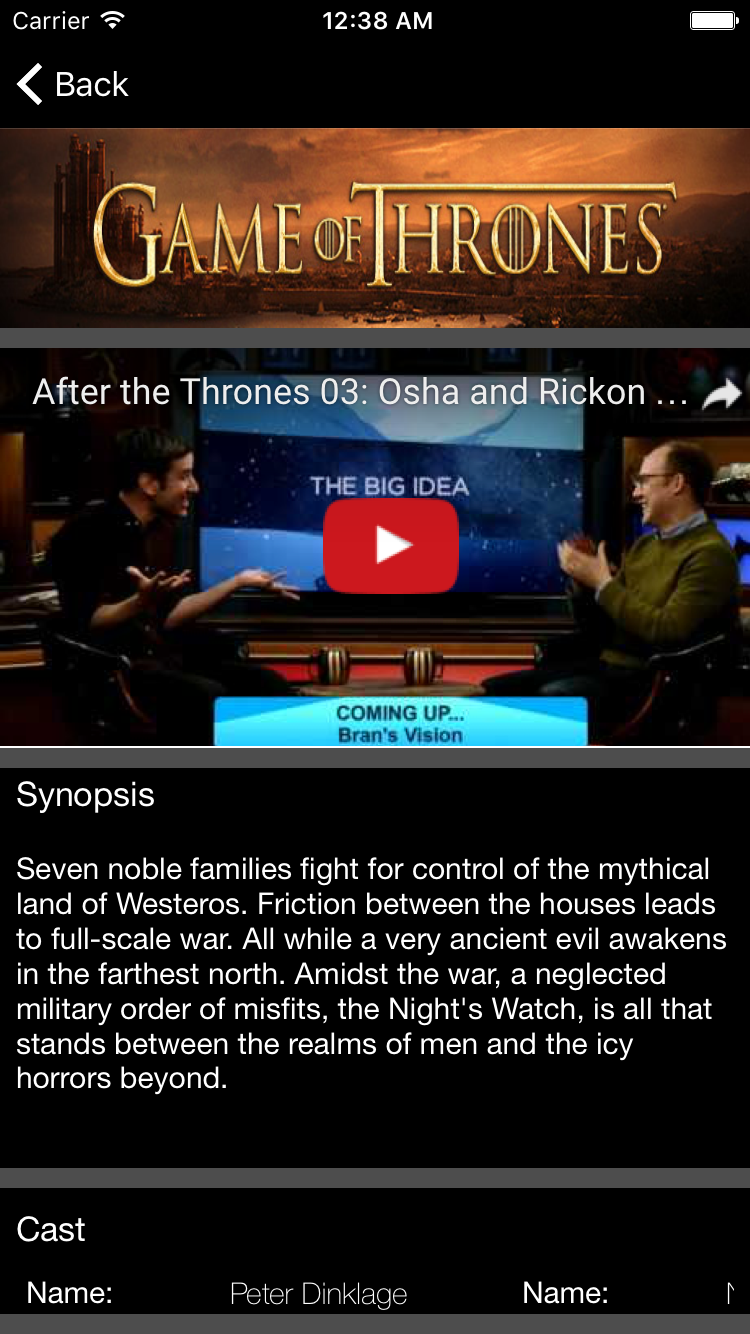 Carrier 12:38 AM
Back
GAME OF THRONES
After the Thrones 03: Osha and Rickon ...
THE BIG IDEA
COMING UP...
Bran's Vision
Synopsis
Seven noble families fight for control of the mythical
land of Westeros. Friction between the houses leads
to full-scale war. All while a very ancient evil awakens
in the farthest north. Amidst the war, a neglected
military order of misfits, the Night's Watch, is all that
stands between the realms of men and the icy
horrors beyond.
Cast
Name: Peter Dinklage Name: